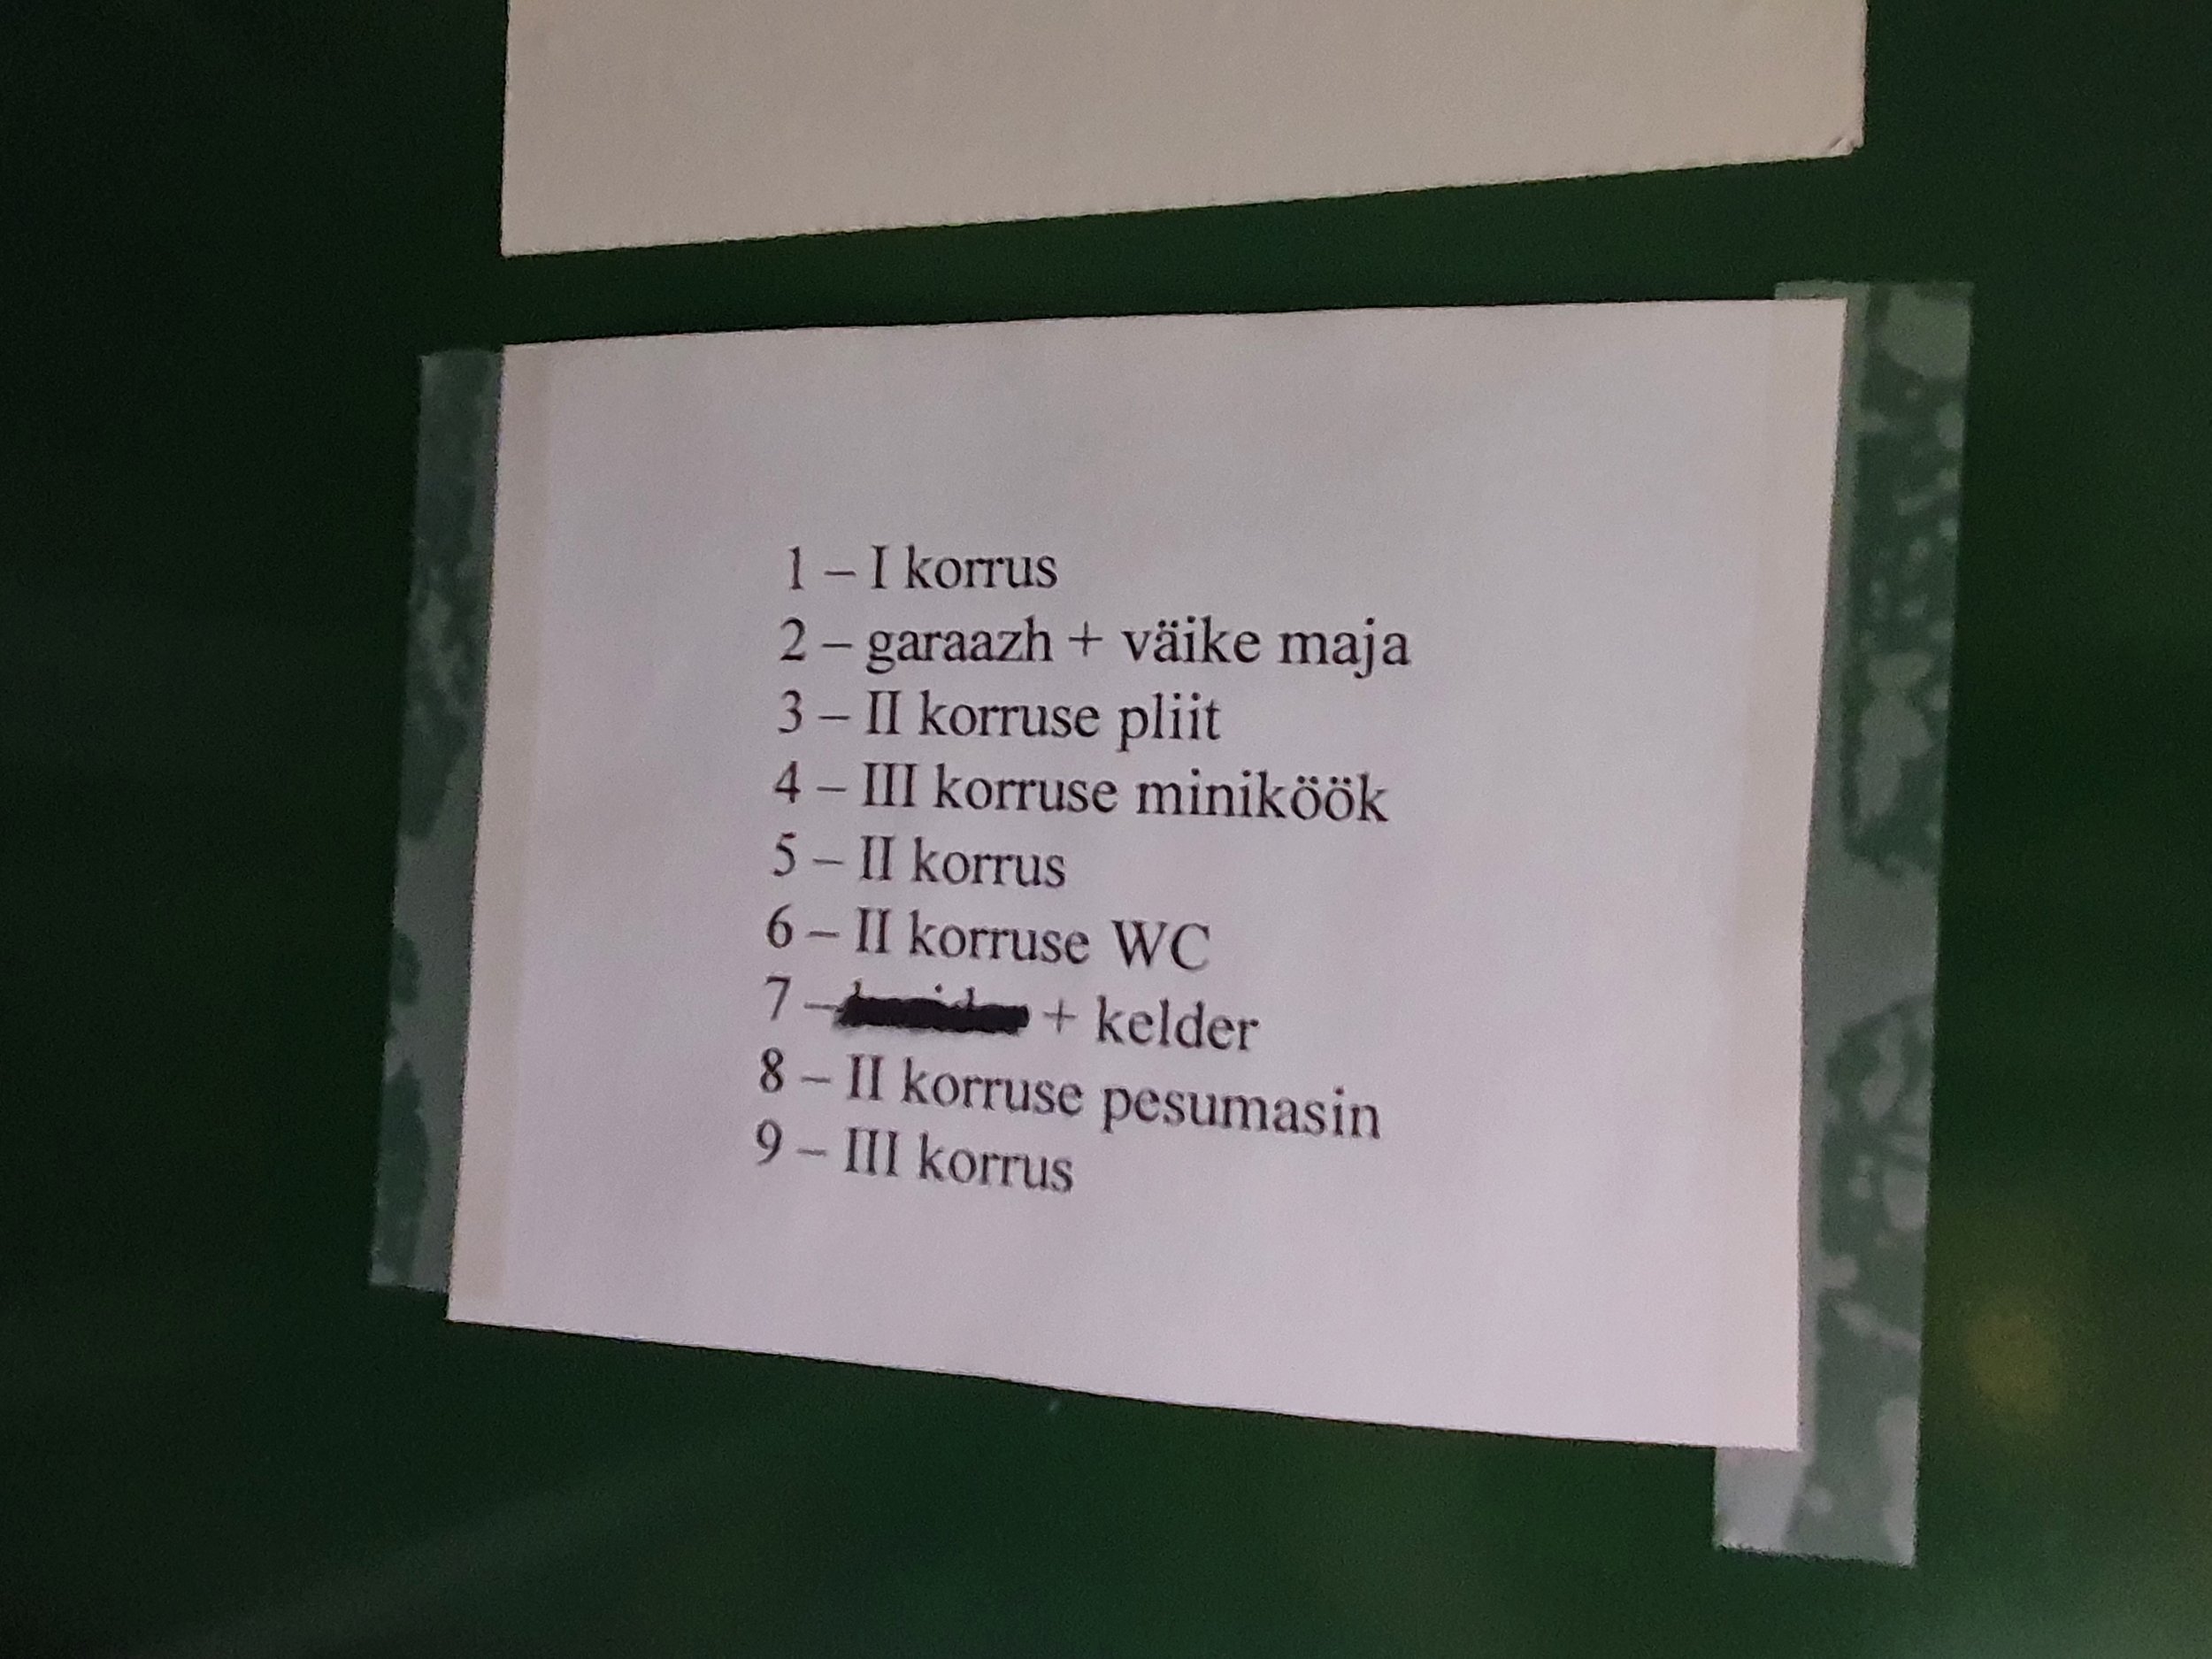 1 – I korrus
2 – garaazh + väike maja
3 – II korruse pliit
4 – III korruse miniköök
5 – II korrus
6 – II korruse WC
7 – + kelder
8 – II korruse pesumasin
9 – III korrus